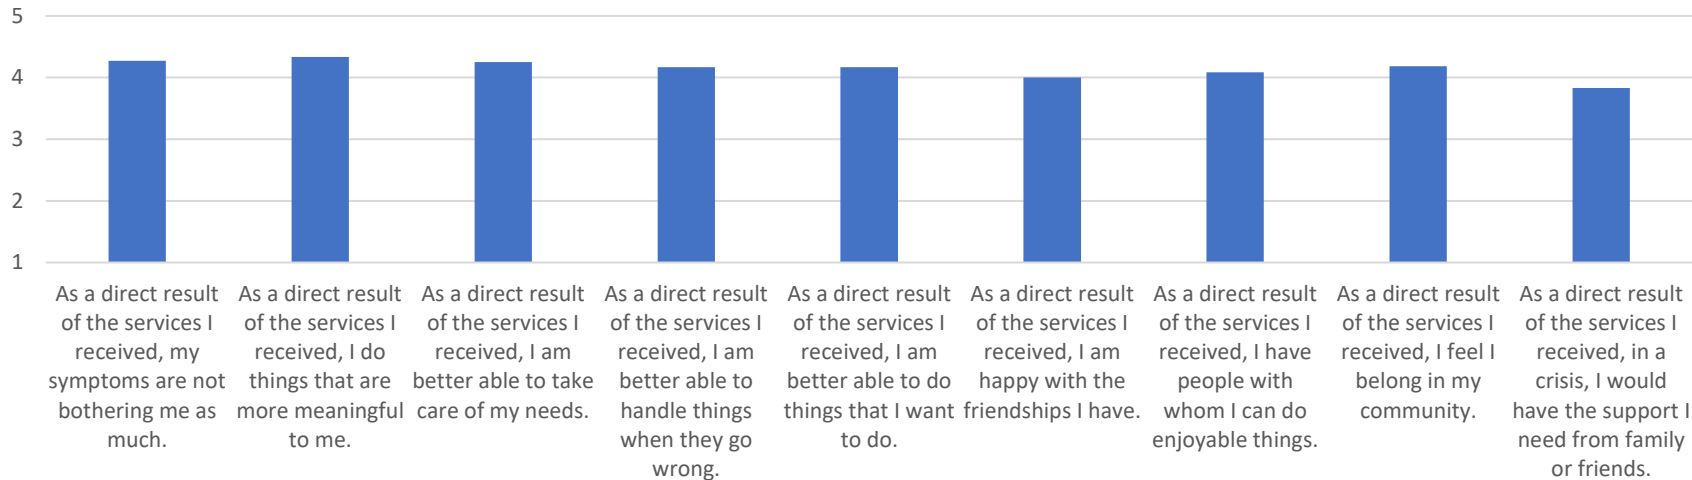 5
4
3
2
1
As a direct result
of the services I
received, my
symptoms are not
bothering me as
much.
As a direct result
of the services I
received, I do
things that are
more meaningful
to me.
As a direct result
of the services I
received, I am
better able to take
care of my needs.
As a direct result
of the services I
received, I am
better able to
handle things
when they go
wrong.
As a direct result
of the services I
received, I am
better able to do
things that I want
to do.
As a direct result
of the services I
received, I am
happy with the
friendships I have.
As a direct result
of the services I
received, I have
people with
whom I can do
enjoyable things.
As a direct result
of the services I
received, I feel I
belong in my
community.
As a direct result
of the services I
received, in a
crisis, I would
have the support I
need from family
or friends.